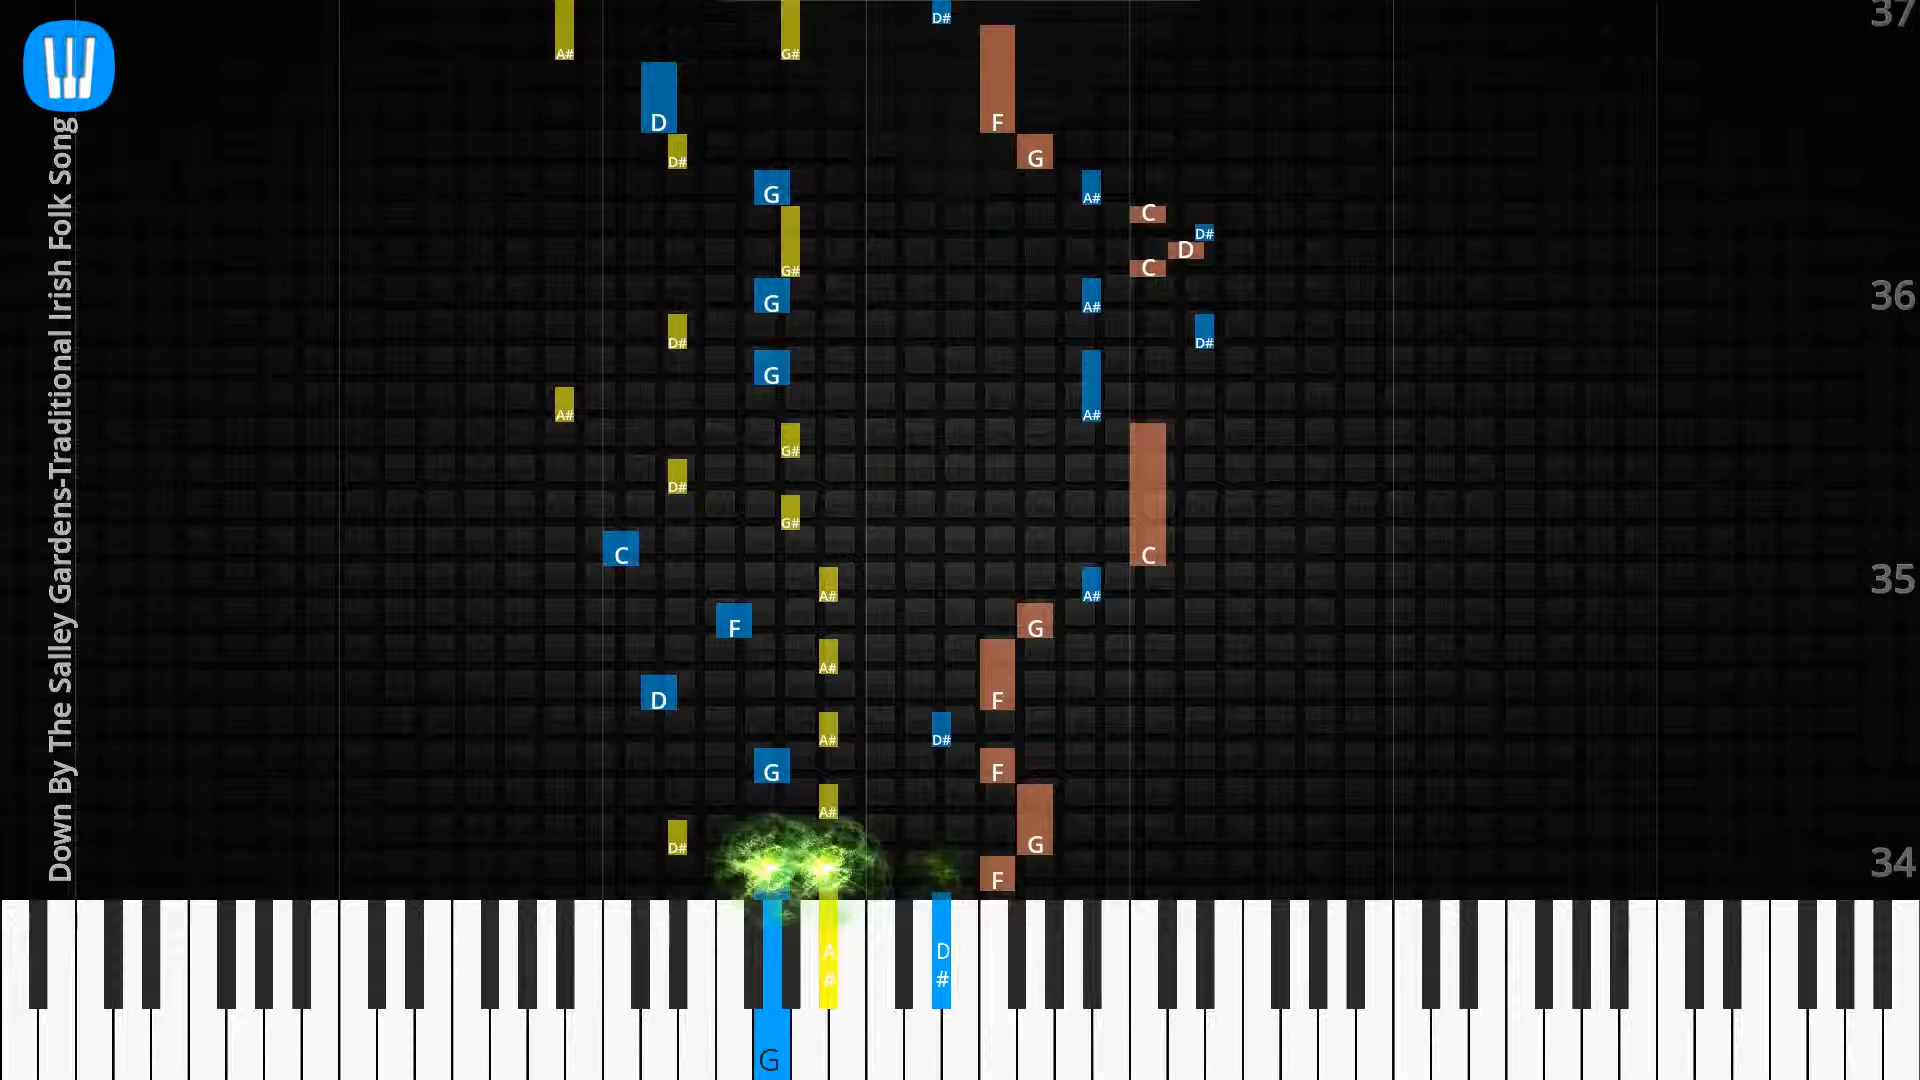 D# 37
A# G#
D F
D# G
G A#
C
D#
G# D
C
G A# 36
D# D#
G
A# A#
G#
D#
G#
C C
A# 35
F G
A#
D F
A# D#
G F
A#
D# G
F 34
A# D#
G
Down By The Salley Gardens-Traditional Irish Folk Song